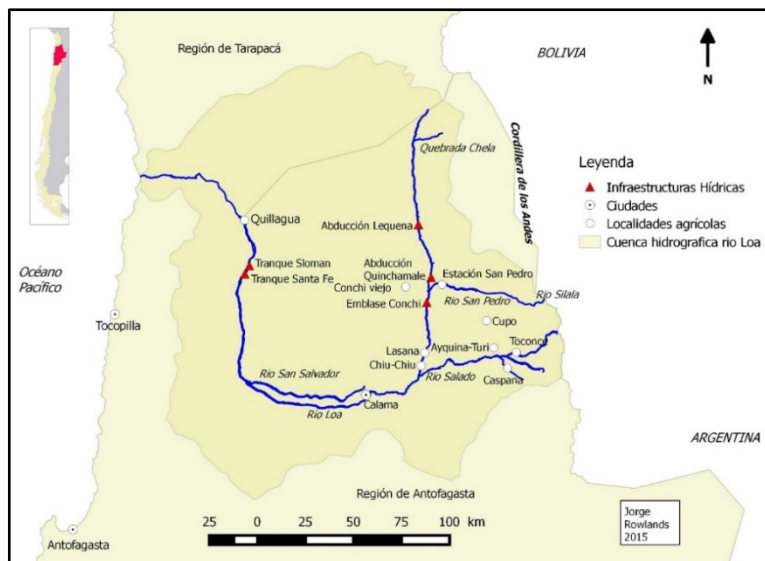 Región de Tarapacá
BOLIVIA
N
Cordillera de los Andes
Quebrada Chela
Leyenda
Infraestructuras Hídricas
Ciudades
Localidades agrícolas
Cuenca hidrografica rio Loa
Quillagua
Abducción Lequena
Océano
Pacífico
Tranque Sloman
Tranque Santa Fe
Abducción
Quinchamale
Estación San Pedro
Conchi viejo
Emblase Conchi
Rio San Pedro
Rio Silala
Tocopilla
Cupo
Lasana
Ayquina-Turi
Toconce
Chiu-Chiu
Rio Salado
Caspana
Rio San Salvador
Calama
Rio Loa
ARGENTINA
Región de Antofagasta
Antofagasta
25 0 25 50 75 100 km
Jorge
Rowlands
2015